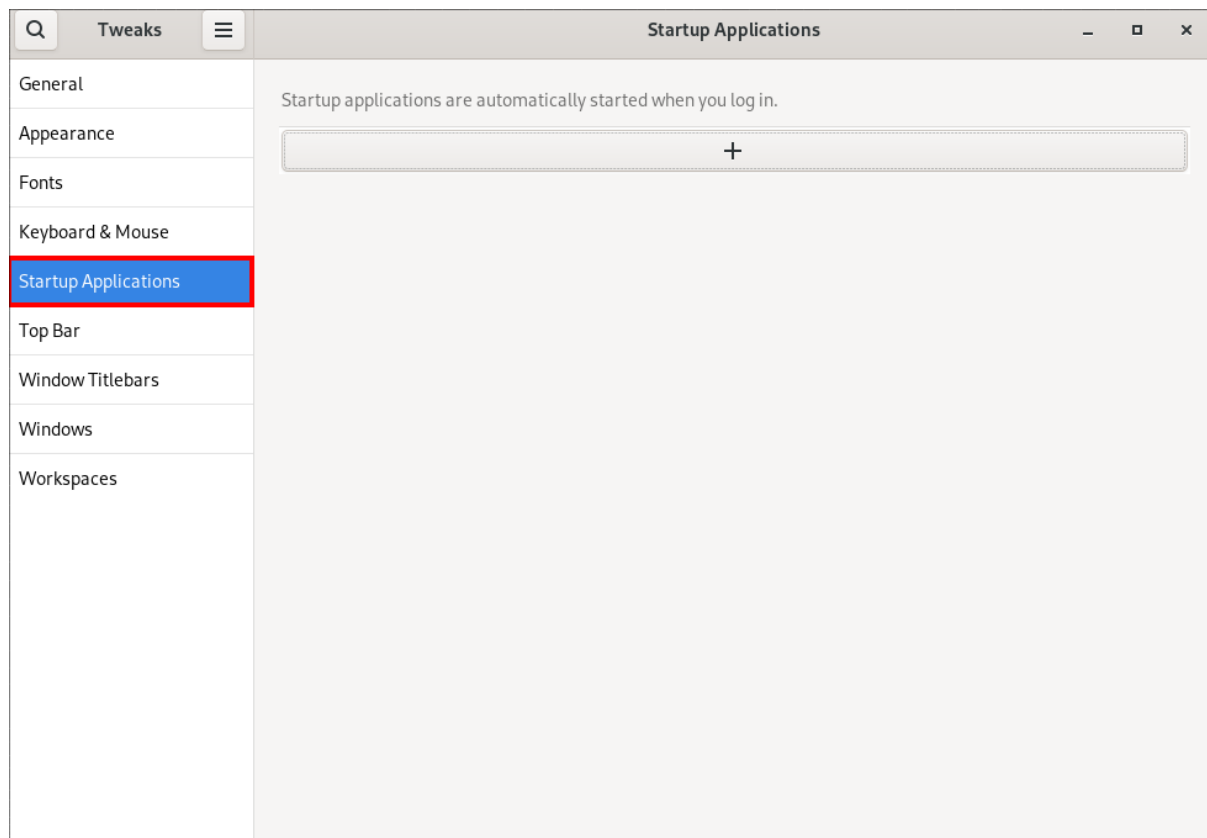 Tweaks
Startup Applications
General
Appearance
Fonts
Keyboard & Mouse
Startup Applications
Top Bar
Window Titlebars
Windows
Workspaces
Startup applications are automatically started when you log in.
+